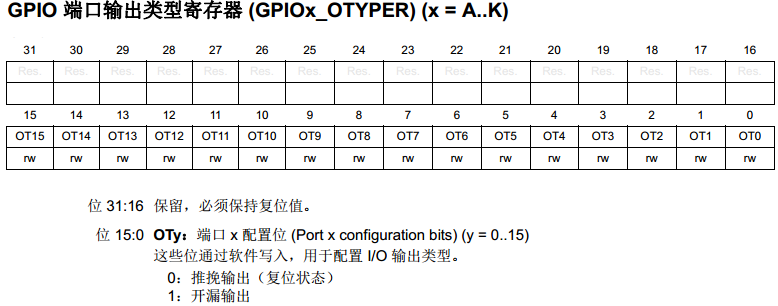 GPIO 端口输出类型寄存器 (GPIOx_OTYPER) (x = A..K)
31 30 29 28 27 26 25 24 23 22 21 20 19 18 17 16
Res. Res. Res. Res. Res. Res. Res. Res. Res. Res. Res. Res. Res. Res. Res. Res.
15 14 13 12 11 10 9 8 7 6 5 4 3 2 1 0
OT15 OT14 OT13 OT12 OT11 OT10 OT9 OT8 OT7 OT6 OT5 OT4 OT3 OT2 OT1 OT0
rw rw rw rw rw rw rw rw rw rw rw rw rw rw rw rw
位 31:16 保留，必须保持复位值。
位 15:0 OTy：端口 x 配置位 (Port x configuration bits) (y = 0..15)
这些位通过软件写入，用于配置 I/O 输出类型。
0：推挽输出（复位状态）
1：开漏输出